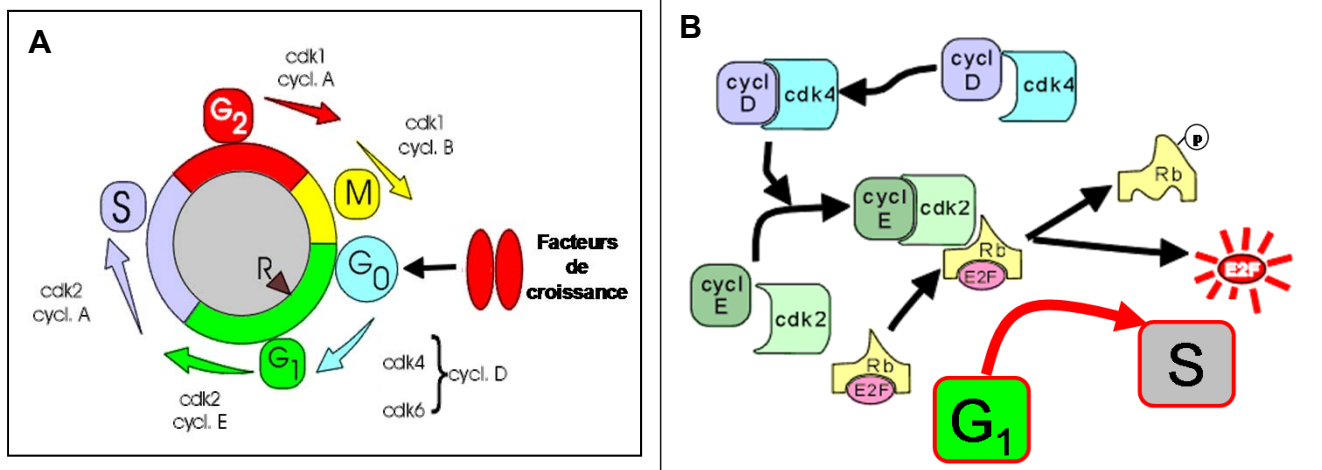 A
cdk1
cycl. A
G2
cdk1
cycl. B
M
S
G0
Facteurs
de
croissance
R
cdk2
cycl. A
G1
cdk4
cycl. D
cdk6
cdk2
cycl. E
B
cycl
D
cdk4
cycl
D
cdk4
P
Rb
cycl
E
cdk2
Rb
E2F
E2F
cycl
E
cdk2
Rb
E2F
G1
S